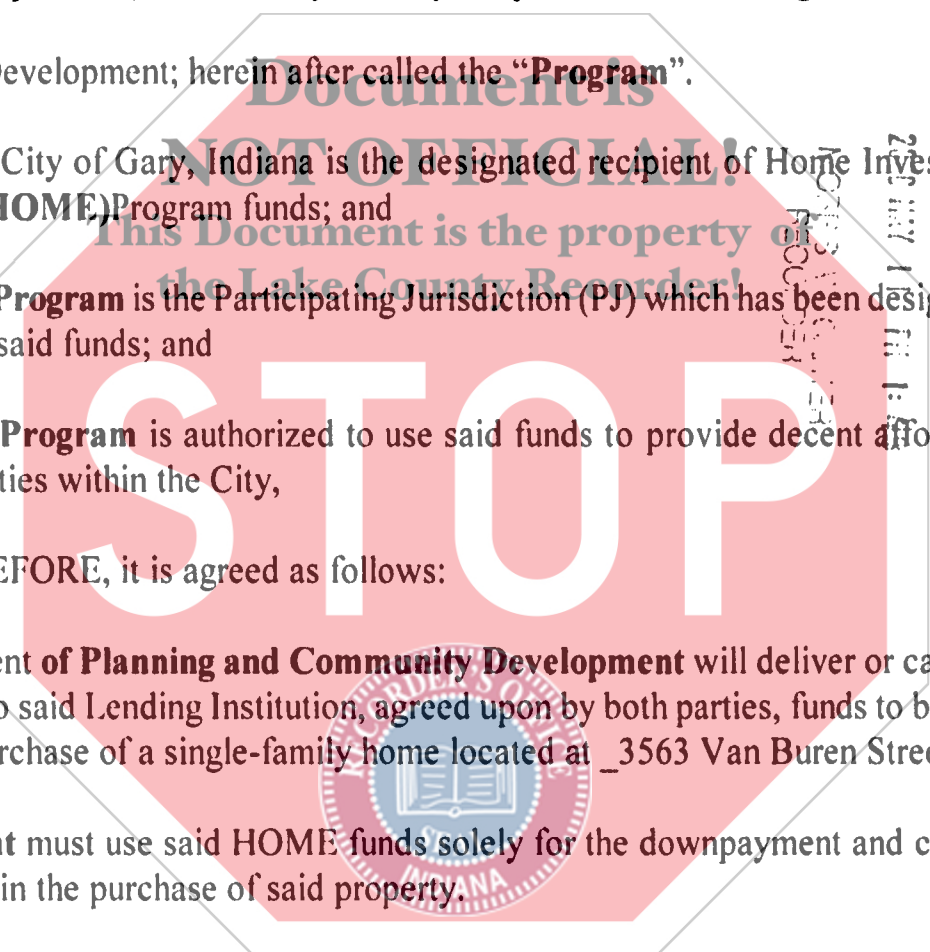 Development; herein after called the “Program”.
Document is
NOT OFFICIAL!
City of Gary, Indiana is the designated recipient of Home Inves
HOME)Program funds; and
This Document is the property of
the Lake County Recorder!
Program is the Participating Jurisdiction (PJ) which has been desig
said funds; and
STOP
Program is authorized to use said funds to provide decent affo
ties within the City,
EFORE, it is agreed as follows:
ent of Planning and Community Development will deliver or ca
o said Lending Institution, agreed upon by both parties, funds to b
rchase of a single-family home located at _3563 Van Buren Stree
RECORDER'S OFFICE
SEAL
INDIANA
nt must use said HOME funds solely for the downpayment and c
in the purchase of said property.